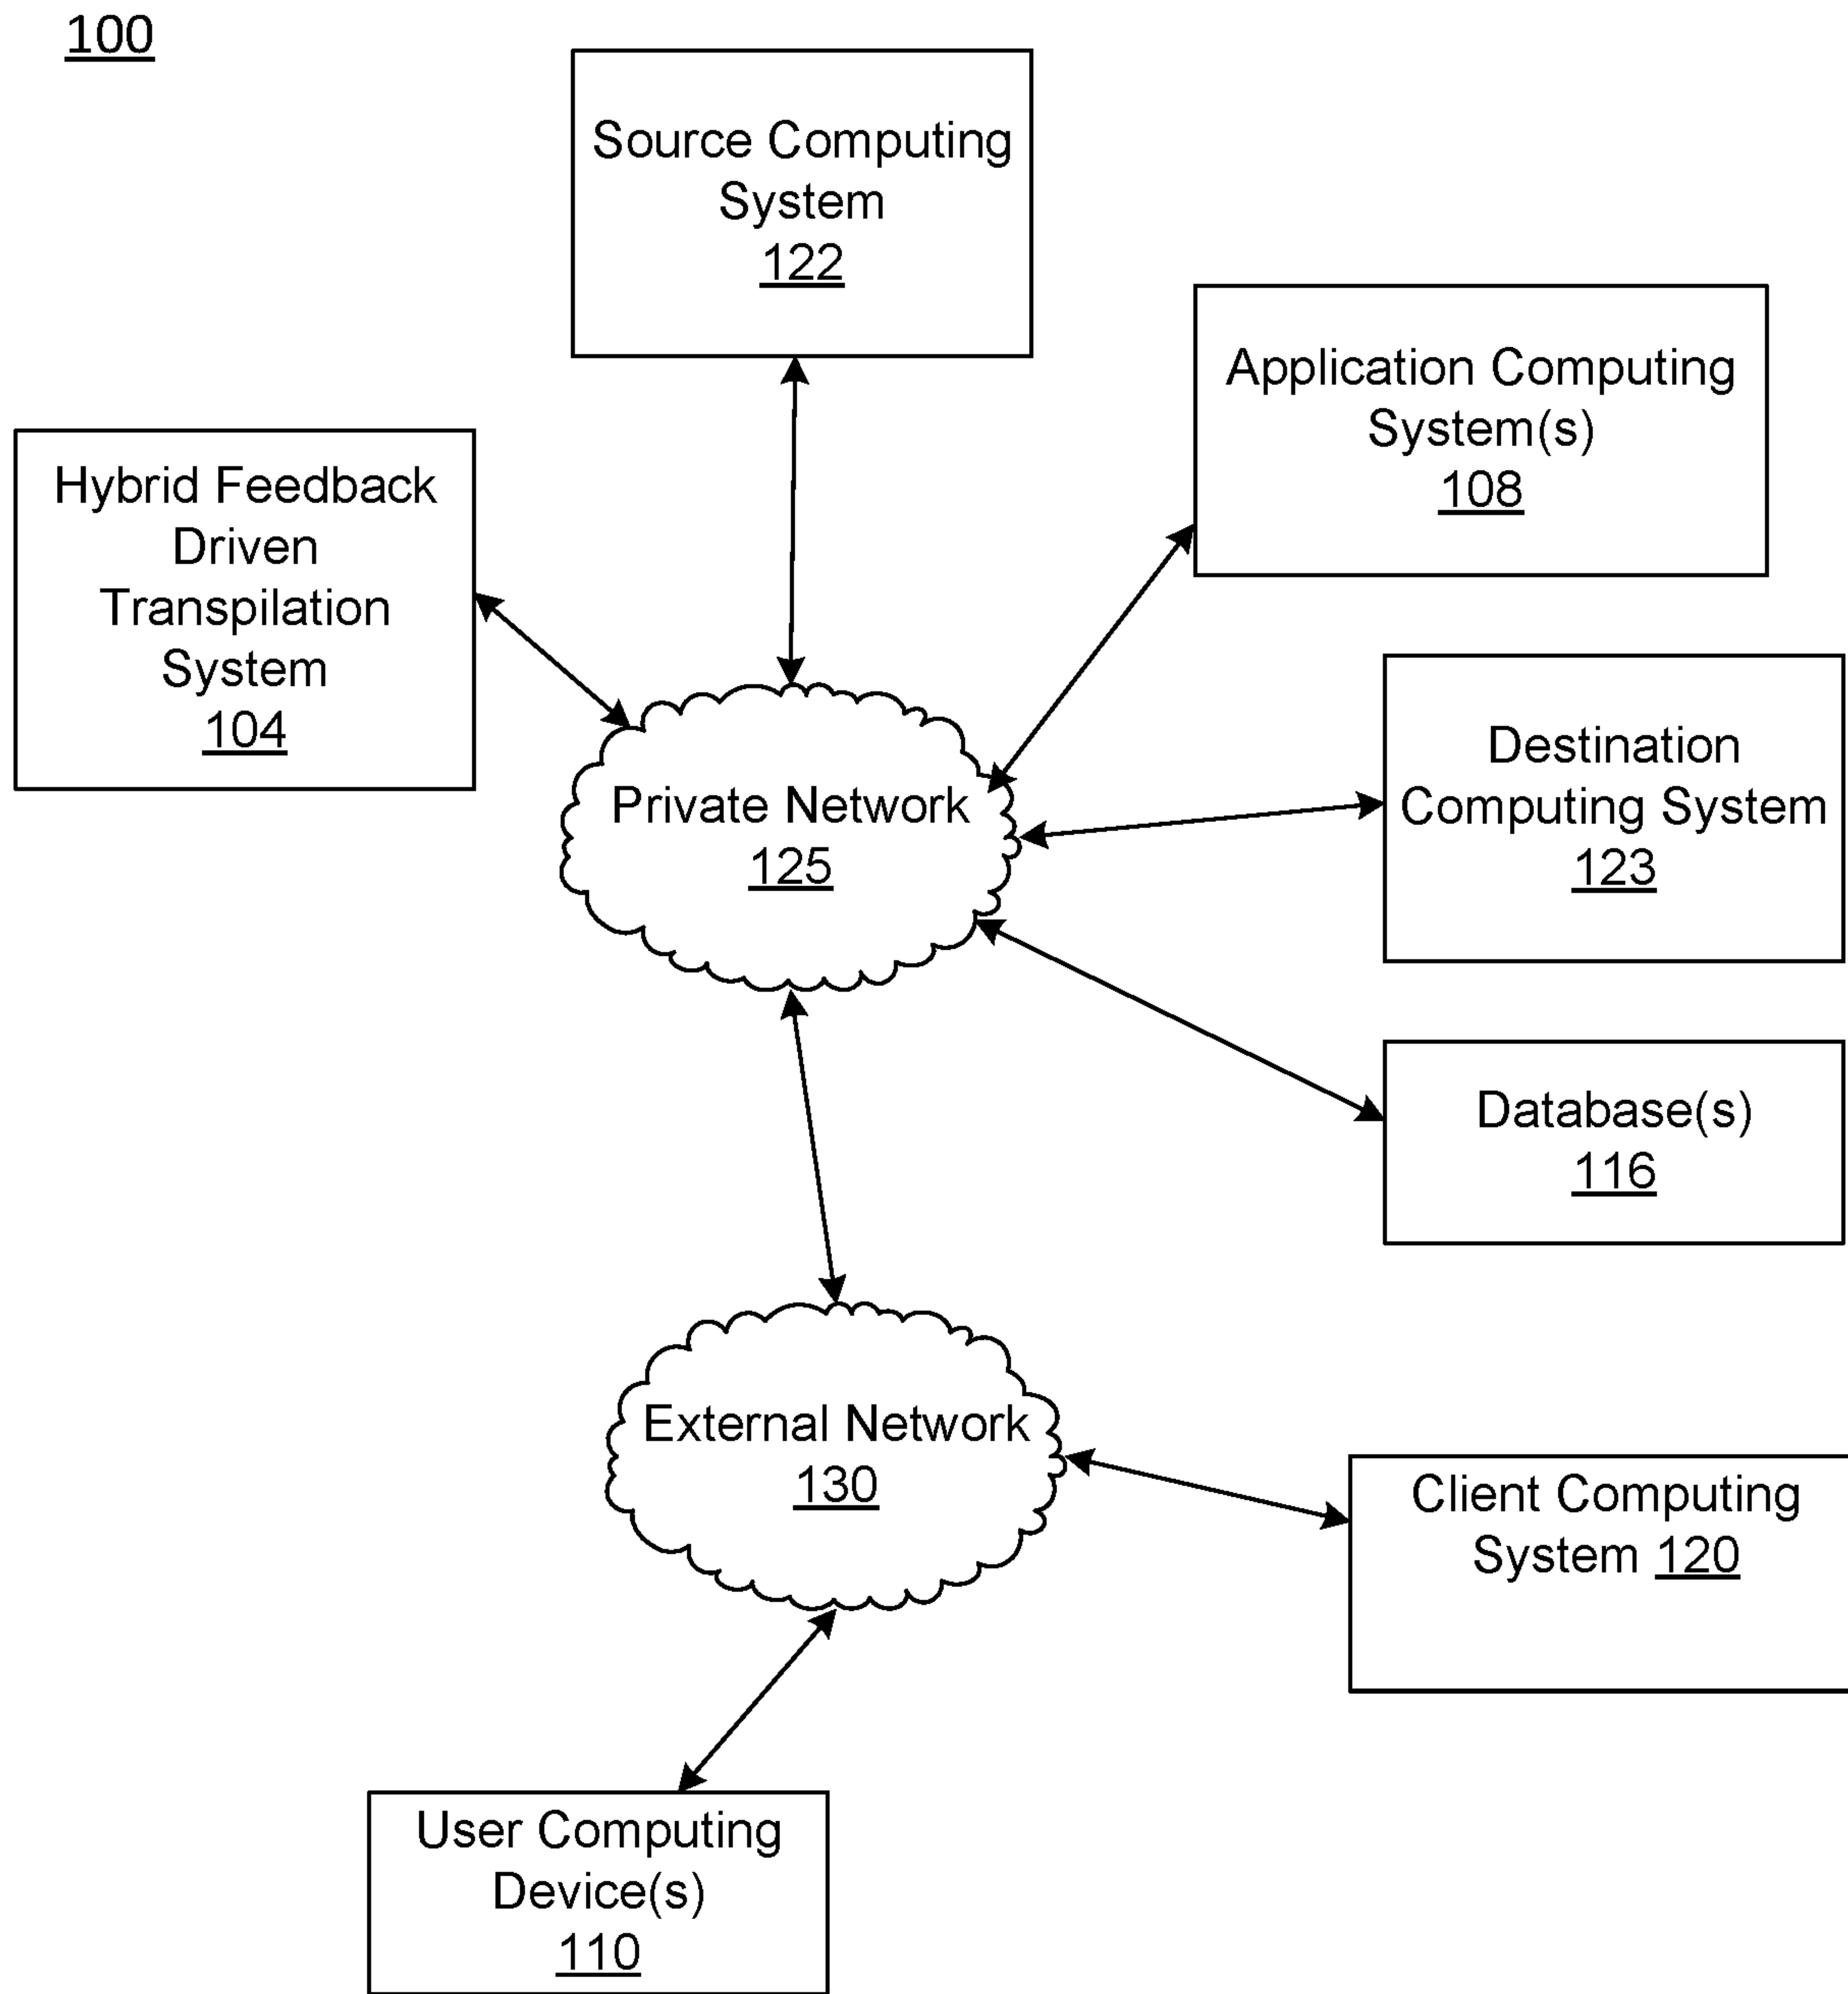 100
Source Computing
System
122
Application Computing
System(s)
108
Hybrid Feedback
Driven
Transpilation
System
104
Destination
Computing System
123
Private Network
125
Database(s)
116
External Network
130
Client Computing
System 120
User Computing
Device(s)
110